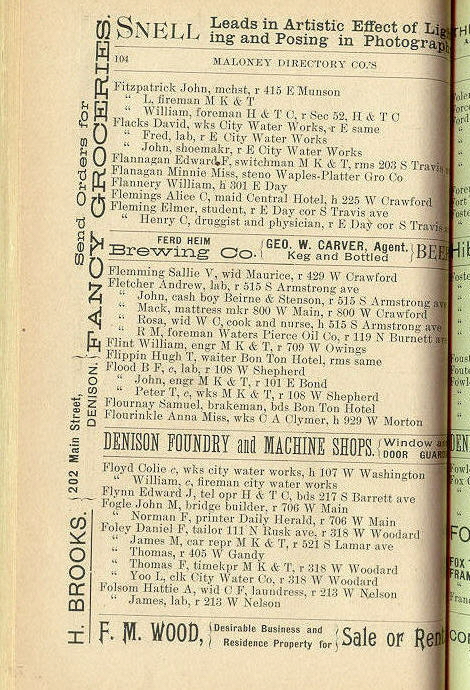 SNELL Leads in Artistic Effect of
ing and Posing in
104 MALONEY DIRECTORY CO.'S
Fitzpatrick John, mchst, r 415 E Munson
" L, fireman M K & T
" William, foreman H & T C, r Sec 52, H & T C
Flacks David, wks City Water Works, r E same
" Fred, lab, r E City Water Works
" John, shoemakr, r E City Water Works
Flannagan Edward F, switchman M K & T, rms 203 S Travis
Flanagan Minnie Miss, steno Waples-Platter Gro Co
Flannery William, h 301 E Day
Flemings Alice C, maid Central Hotel, h 225 W Crawford
Fleming Elmer, student, r E Day cor S Travis ave
" Henry C, druggist and physician, r E Day cor S Travis
FERD HEIM Brewing Co. { GEO. W. CARVER, Agent. Keg and Bottled }
Flemming Sallie V, wid Maurice, r 429 W Crawford
Fletcher Andrew, lab, r 515 S Armstrong ave
" John, cash boy Beirne & Stenson, r 515 S Armstrong ave
" Mack, mattress mkr 800 W Main, r 800 W Crawford
" Rosa, wid W C, cook and nurse, h 515 S Armstrong ave
" R M, foreman Waters Pierce Oil Co, r 119 N Burnett
Flint William, engr M K & T, r 709 W Owings
Flippin Hugh T, waiter Bon Ton Hotel, rms same
Flood B F, c, lab, r 108 W Shepherd
" John, engr M K & T, r 101 E Bond
" Peter T, c, wks M K & T, r 108 W Shepherd
Flournay Samuel, brakeman, bds Bon Ton Hotel
Flourinkle Anna Miss, wks C A Clymer, h 929 W Morton
DENISON FOUNDRY and MACHINE SHOPS. { Window
DOOR
Floyd Colie c, wks city water works, h 107 W Washington
" William, c, fireman city water works
Flynn Edward J, tel opr H & T C, bds 217 S Barrett ave
Fogle John M, bridge builder, r 706 W Main
" Norman F, printer Daily Herald, r 706 W Main
Foley Daniel F, tailor 111 N Rusk ave, r 318 W Woodard
" James M, car repr M K & T, r 521 S Lamar ave
" Thomas, r 405 W Gandy
" Thomas F, timekpr M K & T, r 318 W Woodard
" Yoo L, clk City Water Co, r 318 W Woodard
Folsom Hattie A, wid C F, laundress, r 213 W Nelson
" James, lab, r 213 W Nelson
F. M. WOOD, { Desirable Business and Residence Property for } Sale or Rent
H. BROOKS. { 202 Main Street, DENISON. } Send Orders for FANCY GROCERIES.